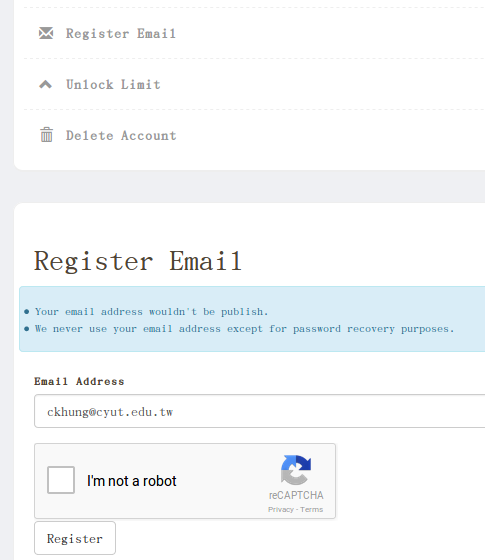 Register Email
Unlock Limit
Delete Account
Register Email
Your email address wouldn't be publish.
We never use your email address except for password recovery purposes.
Email Address
ckhung@cyut.edu.tw
I'm not a robot
reCAPTCHA
Privacy - Terms
Register